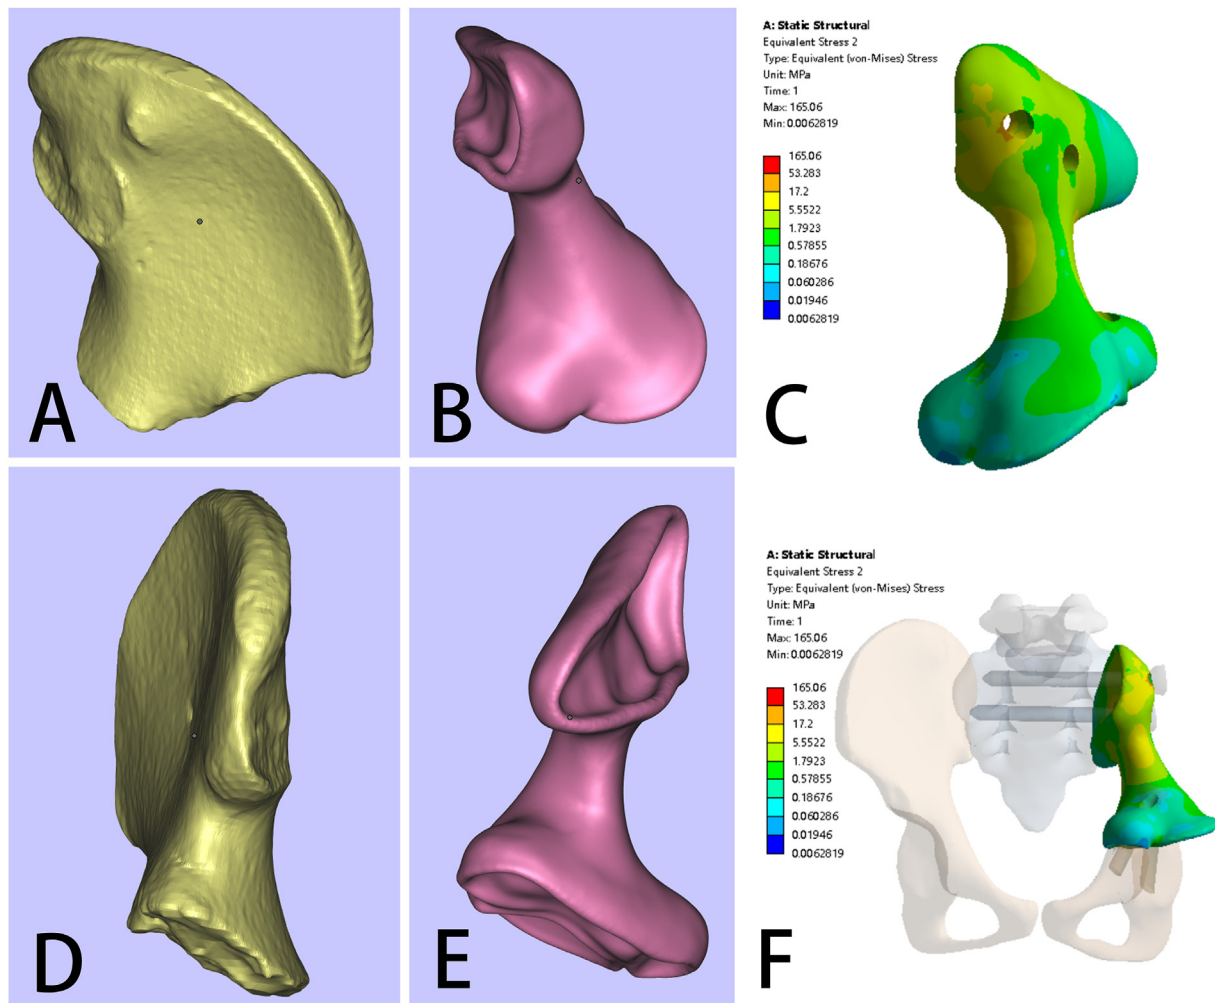 A
B
A: Static Structural
Equivalent Stress 2
Type: Equivalent (von-Mises) Stress
Unit: MPa
Time: 1
Max: 165.06
Min: 0.0062819
165.06
53.283
17.2
5.5522
1.7923
0.57855
0.18676
0.060286
0.01946
0.0062819
C
D
E
A: Static Structural
Equivalent Stress 2
Type: Equivalent (von-Mises) Stress
Unit: MPa
Time: 1
Max: 165.06
Min: 0.0062819
165.06
53.283
17.2
5.5522
1.7923
0.57855
0.18676
0.060286
0.01946
0.0062819
F